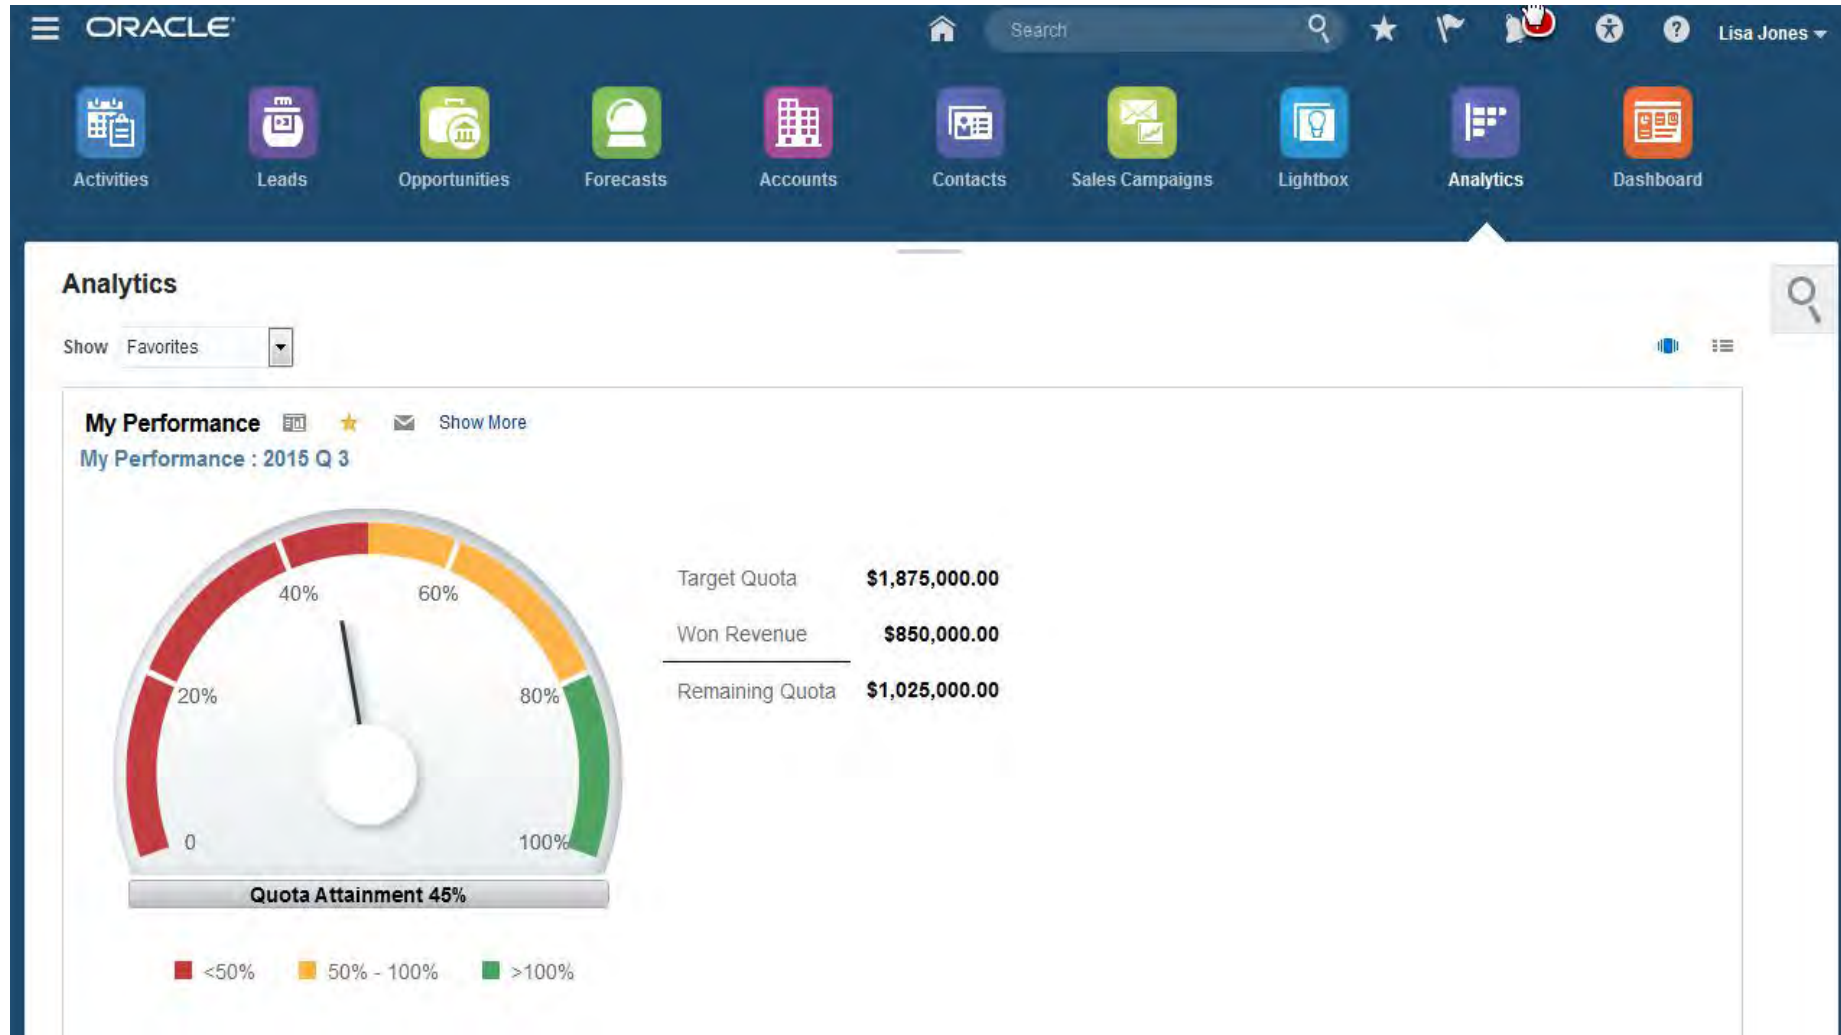 ORACLE
Search
Lisa Jones
Activities
Leads
Opportunities
Forecasts
Accounts
Contacts
Sales Campaigns
Lightbox
Analytics
Dashboard
Analytics
Show Favorites
My Performance Show More
My Performance : 2015 Q 3
40%
60%
20%
80%
0
100%
Quota Attainment 45%
<50%
50% - 100%
>100%
Target Quota $1,875,000.00
Won Revenue $850,000.00
Remaining Quota $1,025,000.00